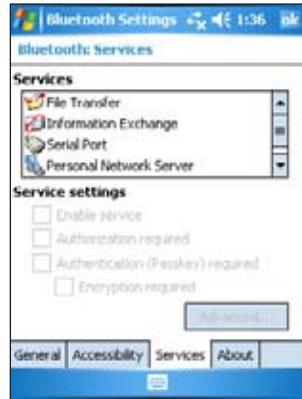 Bluetooth Settings 1:36 ok
Bluetooth: Services
Services
File Transfer
Information Exchange
Serial Port
Personal Network Server
Service settings
Enable service
Authorization required
Authentication (Passkey) required
Encryption required
Advanced...
General Accessibility Services About